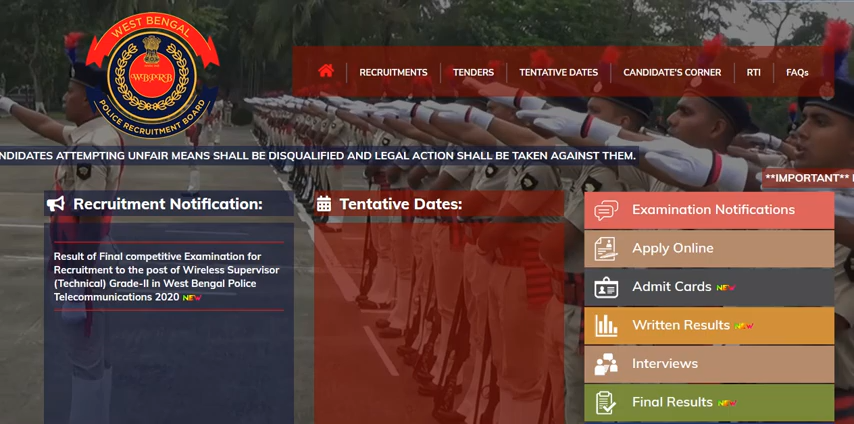 WEST BENGAL
WBPRB
POLICE RECRUITMENT BOARD
RECRUITMENTS
TENDERS
TENTATIVE DATES
CANDIDATE'S CORNER
RTI
FAQs
NDIDATES ATTEMPTING UNFAIR MEANS SHALL BE DISQUALIFIED AND LEGAL ACTION SHALL BE TAKEN AGAINST THEM.
**IMPORTANT**
Recruitment Notification:
Result of Final competitive Examination for
Recruitment to the post of Wireless Supervisor
(Technical) Grade-II in West Bengal Police
Telecommunications 2020 NEW
Tentative Dates:
Examination Notifications
Apply Online
Admit Cards NEW
Written Results NEW
Interviews
Final Results NEW